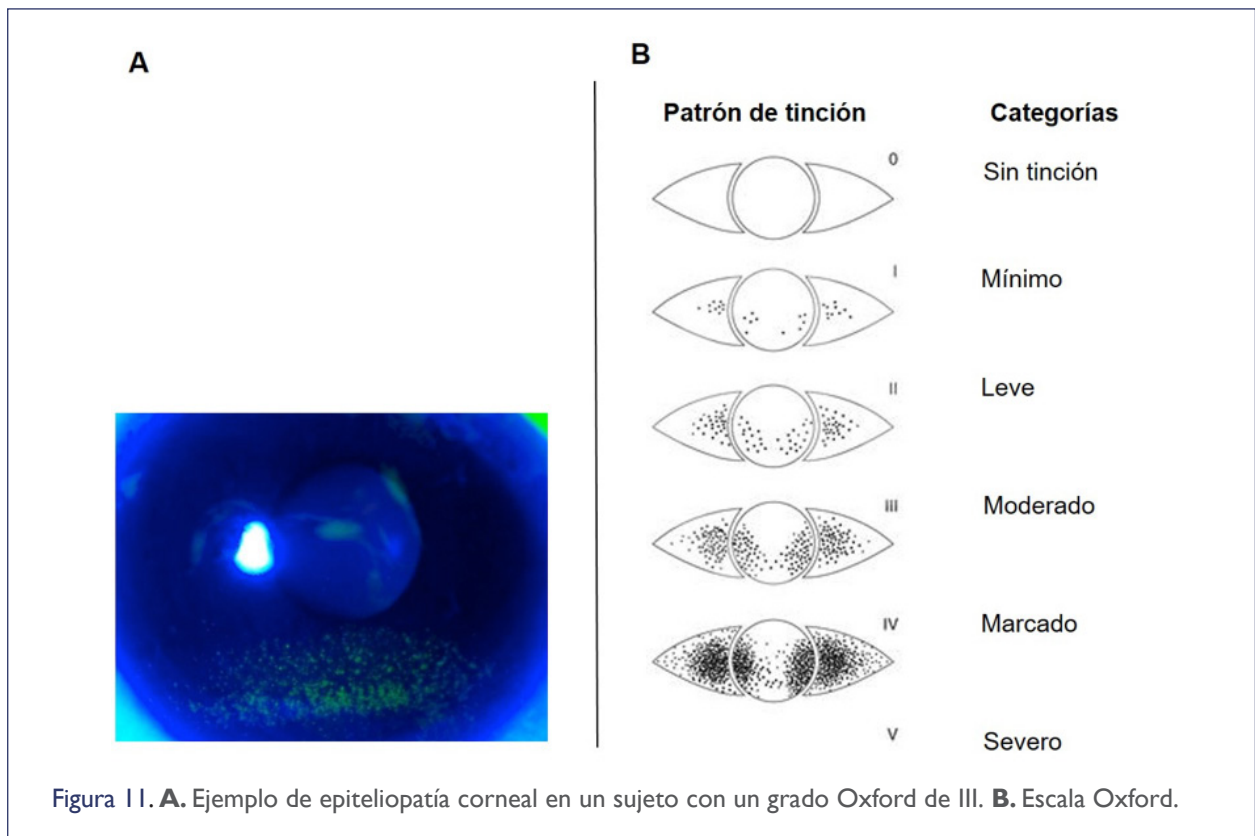 A
B
Patrón de tinción
Categorías
0
Sin tinción
I
Mínimo
II
Leve
III
Moderado
IV
Marcado
V
Severo
Figura 11. A. Ejemplo de epiteliopatía corneal en un sujeto con un grado Oxford de III. B. Escala Oxford.